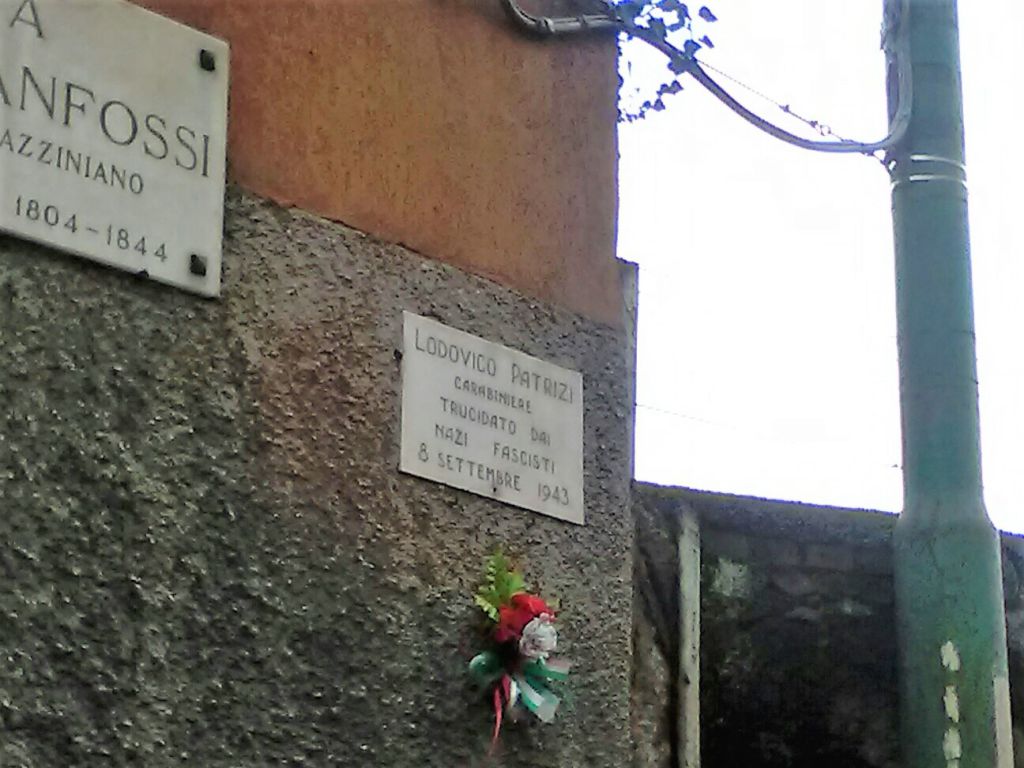 A
ANFOSSI
AZZINIANO
1804-1844
LODOVICO PATRIZI
CARABINIERE
TRUCIDATO DAI
NAZI FASCISTI
8 SETTEMBRE 1943